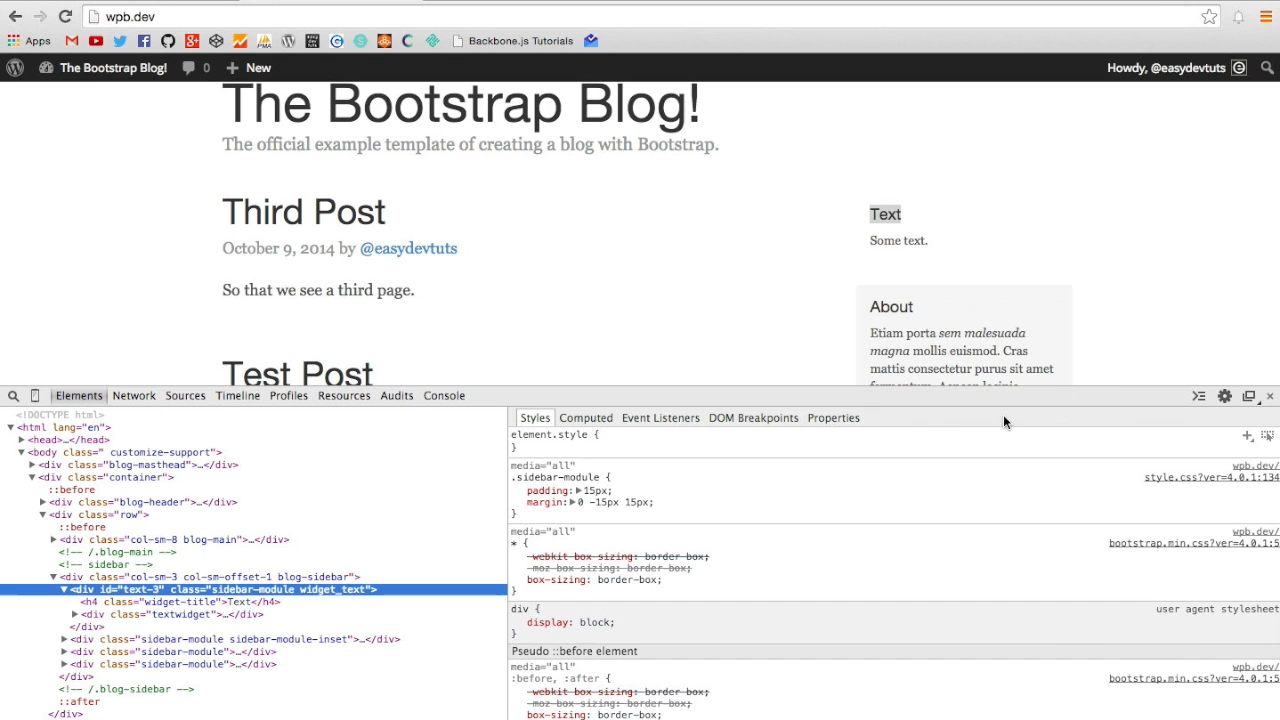 wpb.dev
Apps Backbone.js Tutorials
The Bootstrap Blog! 0 New Howdy, @easydevtuts
The Bootstrap Blog!
The official example template of creating a blog with Bootstrap.
Third Post
October 9, 2014 by @easydevtuts
So that we see a third page.
Test Post
Text
Some text.
About
Etiam porta sem malesuada
magna mollis euismod. Cras
mattis consectetur purus sit amet
Elements Network Sources Timeline Profiles Resources Audits Console
<!DOCTYPE html>
<html lang="en">
<head>…</head>
<body class=" customize-support">
<div class="blog-masthead">…</div>
<div class="container">
::before
<div class="blog-header">…</div>
<div class="row">
::before
<div class="col-sm-8 blog-main">…</div>
<!-- /.blog-main -->
<!-- sidebar -->
<div class="col-sm-3 col-sm-offset-1 blog-sidebar">
<div id="text-3" class="sidebar-module widget_text">
<h4 class="widget-title">Text</h4>
<div class="textwidget">…</div>
</div>
<div class="sidebar-module sidebar-module-inset">…</div>
<div class="sidebar-module">…</div>
<div class="sidebar-module">…</div>
</div>
<!-- /.blog-sidebar -->
::after
</div>
Styles Computed Event Listeners DOM Breakpoints Properties
element.style {
}
media="all" wpb.dev/
.sidebar-module { style.css?ver=4.0.1:134
padding: 15px;
margin: 0 -15px 15px;
}
media="all" wpb.dev/
* { bootstrap.min.css?ver=4.0.1:5
-webkit-box-sizing: border-box;
-moz-box-sizing: border-box;
box-sizing: border-box;
}
div { user agent stylesheet
display: block;
}
Pseudo ::before element
media="all" wpb.dev/
:before, :after { bootstrap.min.css?ver=4.0.1:5
-webkit-box-sizing: border-box;
-moz-box-sizing: border-box;
box-sizing: border-box;